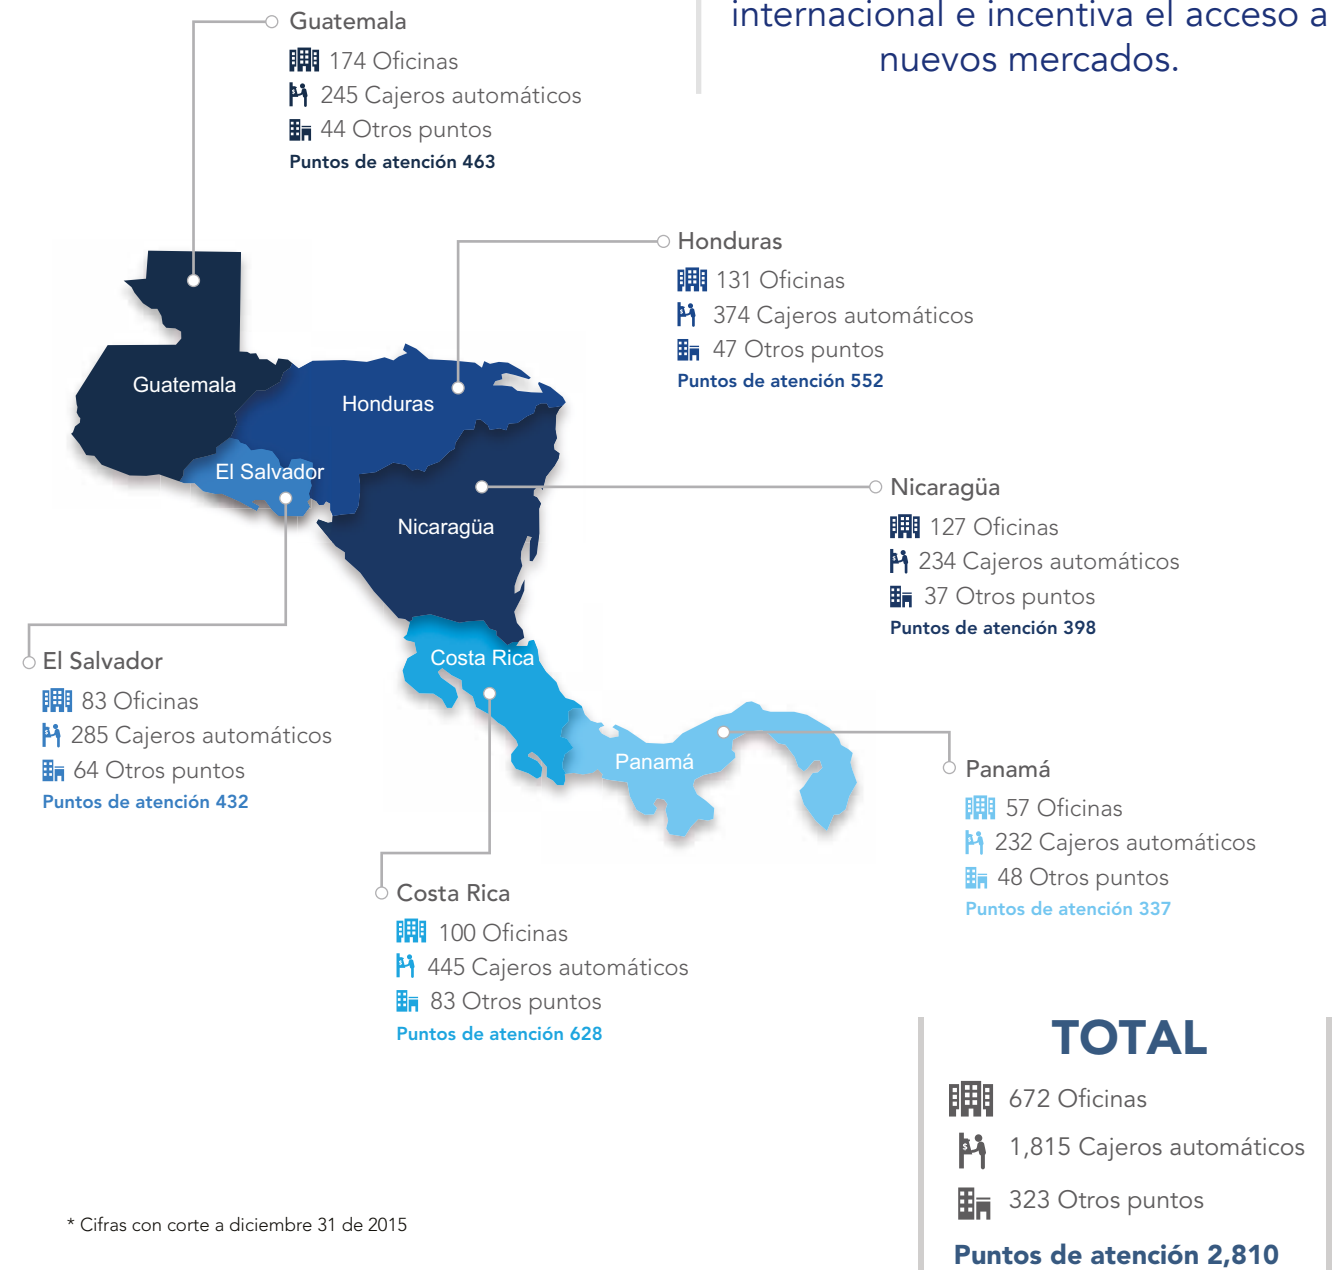 internacional e incentiva el acceso a
nuevos mercados.
Guatemala
174 Oficinas
245 Cajeros automáticos
44 Otros puntos
Puntos de atención 463
Honduras
131 Oficinas
374 Cajeros automáticos
47 Otros puntos
Puntos de atención 552
Guatemala
Honduras
El Salvador
Nicaragüa
Costa Rica
Panamá
Nicaragüa
127 Oficinas
234 Cajeros automáticos
37 Otros puntos
Puntos de atención 398
El Salvador
83 Oficinas
285 Cajeros automáticos
64 Otros puntos
Puntos de atención 432
Panamá
57 Oficinas
232 Cajeros automáticos
48 Otros puntos
Puntos de atención 337
Costa Rica
100 Oficinas
445 Cajeros automáticos
83 Otros puntos
Puntos de atención 628
TOTAL
672 Oficinas
1,815 Cajeros automáticos
323 Otros puntos
Puntos de atención 2,810
* Cifras con corte a diciembre 31 de 2015